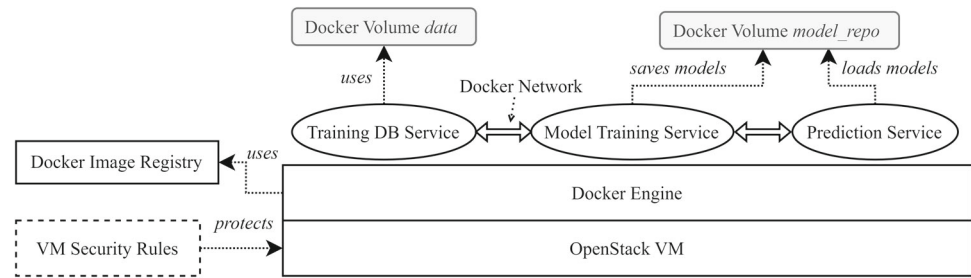 Docker Volume data
Docker Volume model_repo
uses
saves models
loads models
Docker Network
Training DB Service
Model Training Service
Prediction Service
Docker Image Registry
uses
Docker Engine
VM Security Rules
protects
OpenStack VM